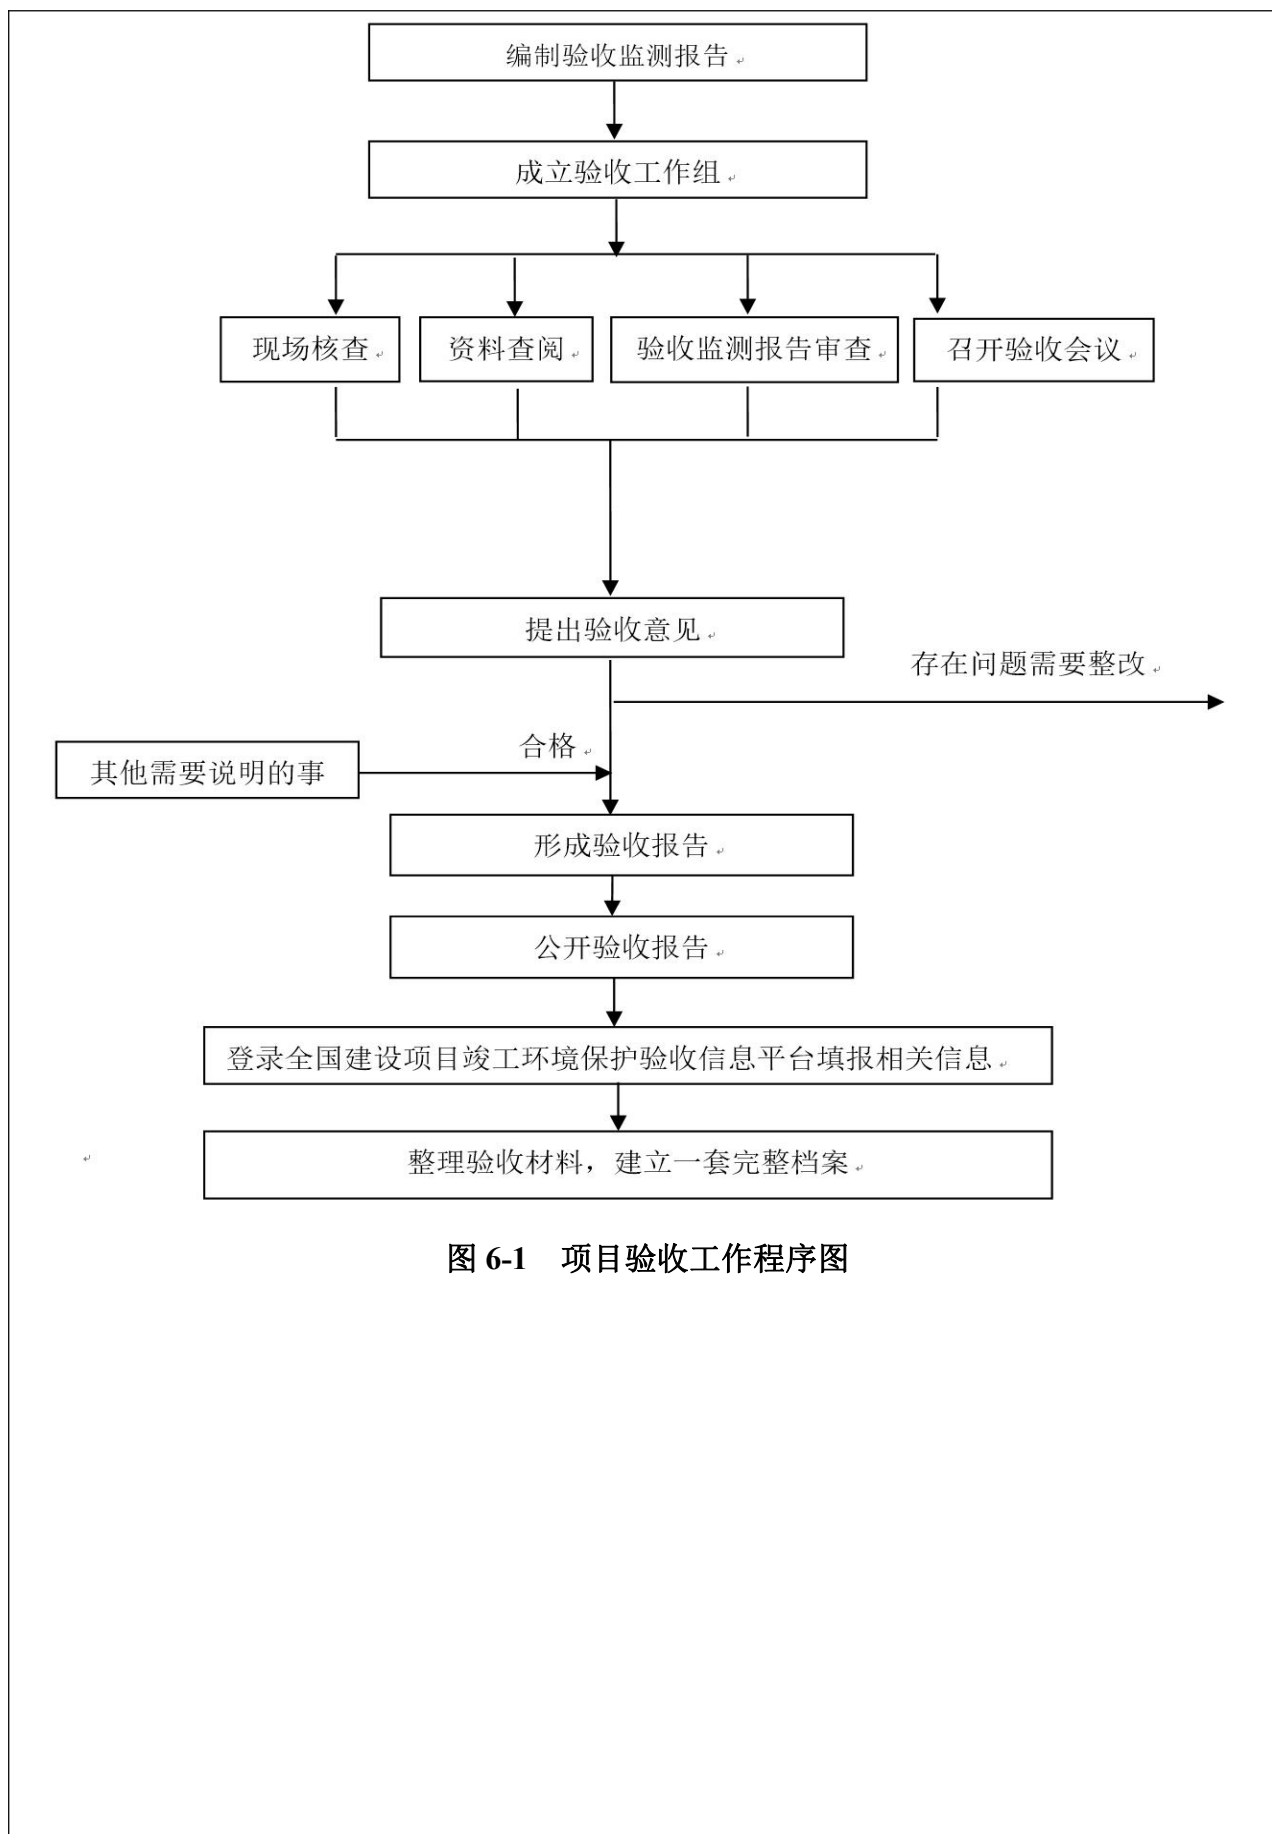 编制验收监测报告
成立验收工作组
现场核查
资料查阅
验收监测报告审查
召开验收会议
提出验收意见
存在问题需要整改
合格
其他需要说明的事
形成验收报告
公开验收报告
登录全国建设项目竣工环境保护验收信息平台填报相关信息
整理验收材料，建立一套完整档案
图 6-1 项目验收工作程序图